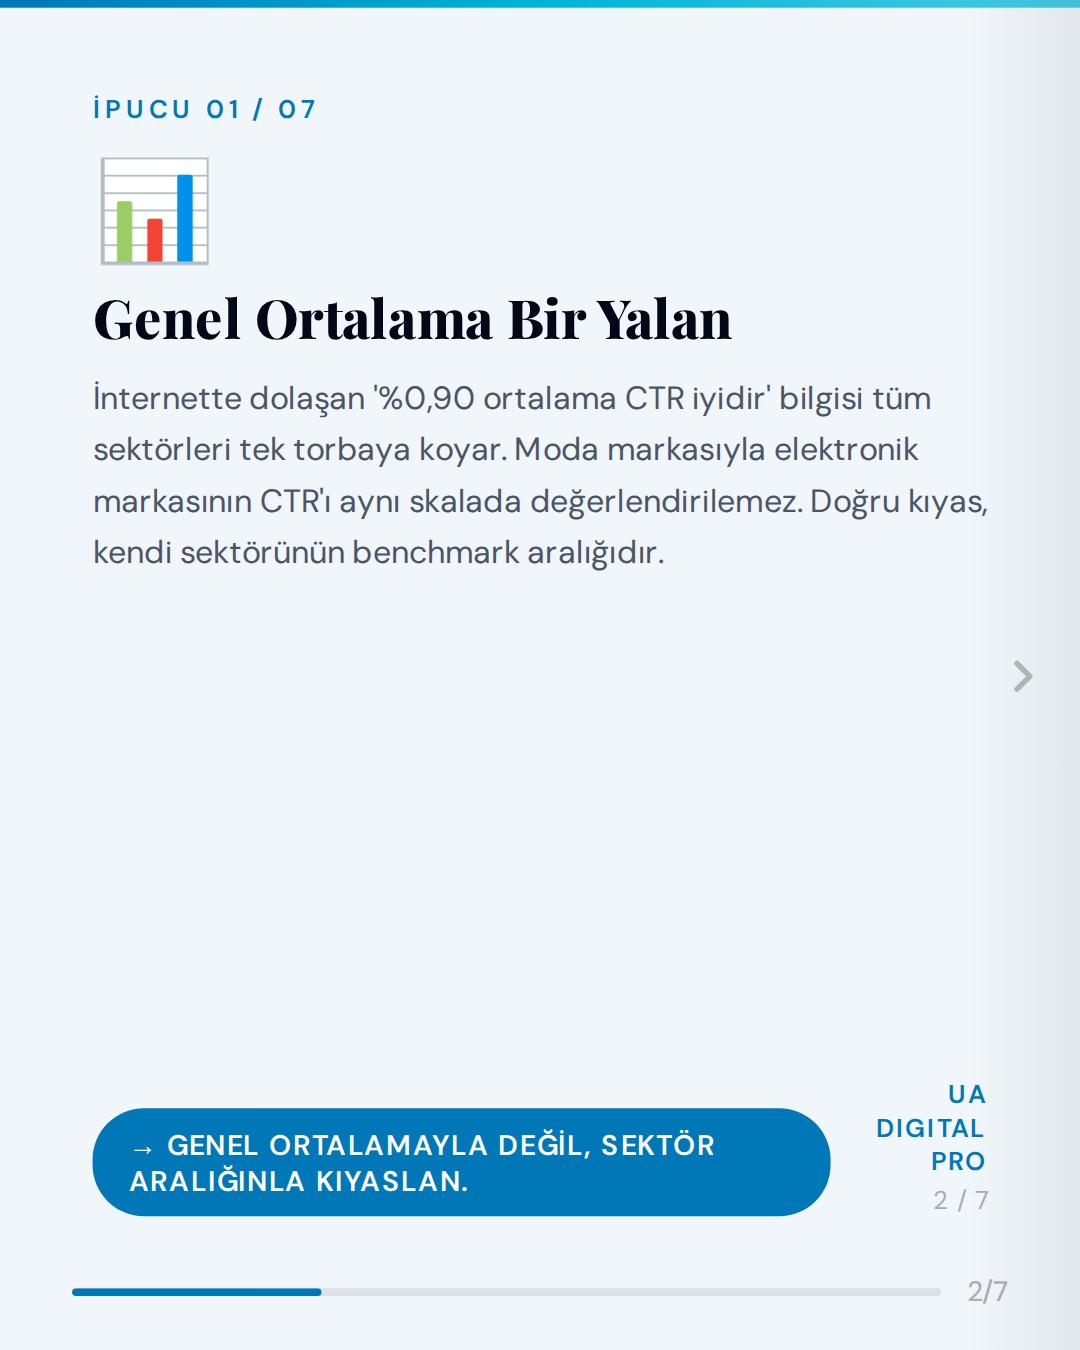 İPUCU 01 / 07
Genel Ortalama Bir Yalan
İnternette dolaşan '%0,90 ortalama CTR iyidir' bilgisi tüm
sektörleri tek torbaya koyar. Moda markasıyla elektronik
markasının CTR'ı aynı skalada değerlendirilemez. Doğru kıyas,
kendi sektörünün benchmark aralığıdır.
→ GENEL ORTALAMAYLA DEĞİL, SEKTÖR
ARALIĞINLA KIYASLAN.
UA
DIGITAL
PRO
2 / 7
2/7